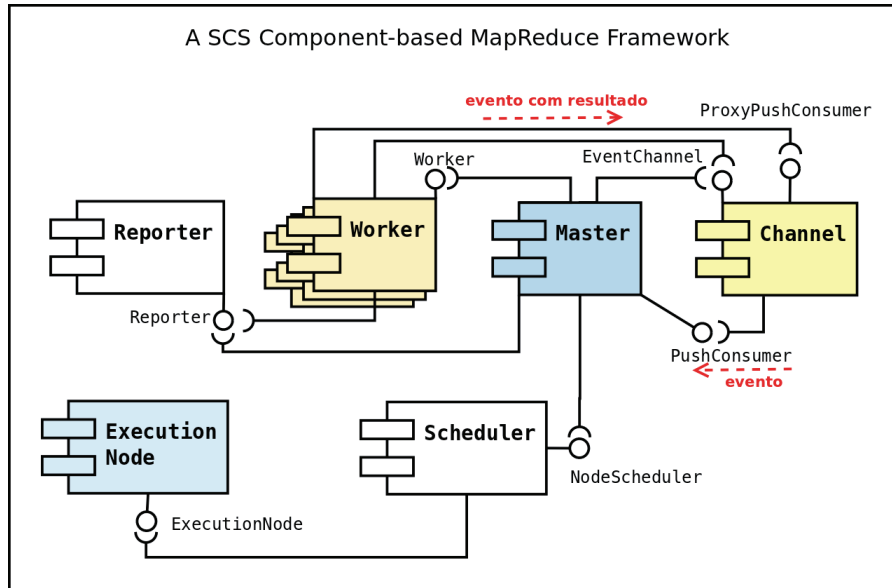 A SCS Component-based MapReduce Framework
evento com resultado
ProxyPushConsumer
Worker
EventChannel
Reporter
Worker
Master
Channel
Reporter
PushConsumer
evento
Execution
Node
Scheduler
NodeScheduler
ExecutionNode